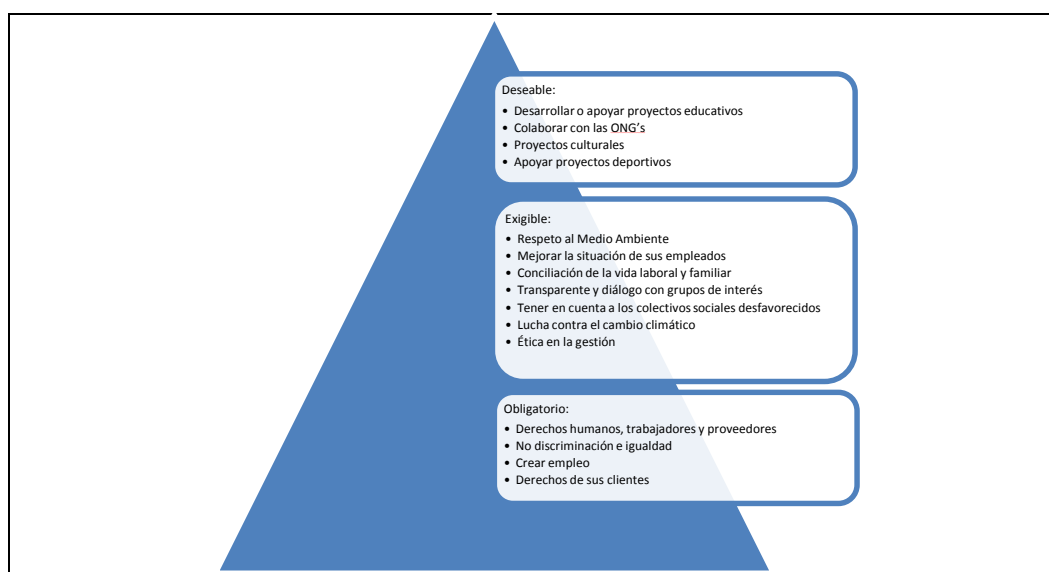 Deseable:
• Desarrollar o apoyar proyectos educativos
• Colaborar con las ONG's
• Proyectos culturales
• Apoyar proyectos deportivos
Exigible:
• Respeto al Medio Ambiente
• Mejorar la situación de sus empleados
• Conciliación de la vida laboral y familiar
• Transparente y diálogo con grupos de interés
• Tener en cuenta a los colectivos sociales desfavorecidos
• Lucha contra el cambio climático
• Ética en la gestión
Obligatorio:
• Derechos humanos, trabajadores y proveedores
• No discriminación e igualdad
• Crear empleo
• Derechos de sus clientes